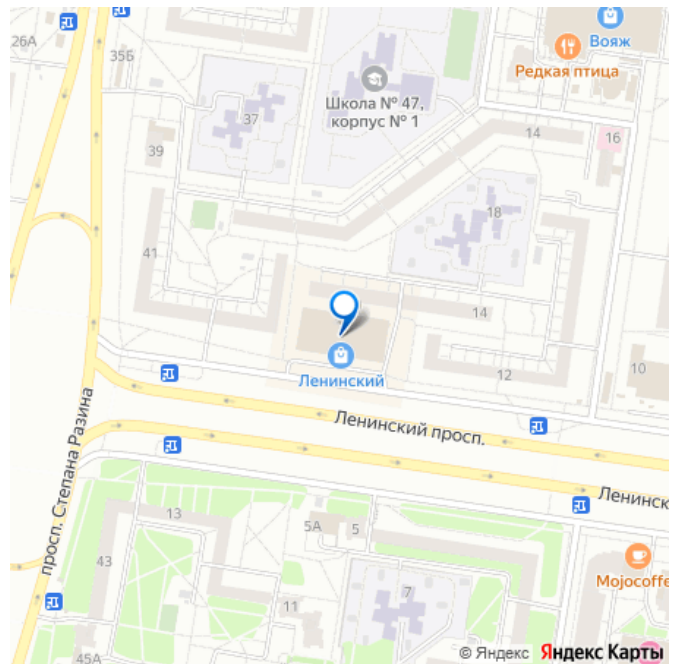 26А
35Б
Вояж
Редкая птица
Школа № 47,
корпус № 1
37
14
16
39
18
41
14
Ленинский
12
10
Ленинский просп.
просп. Степана Разина
Ленинск
13
5А
5
43
Mojocoffe
7
11
45А
© Яндекс Яндекс Карты